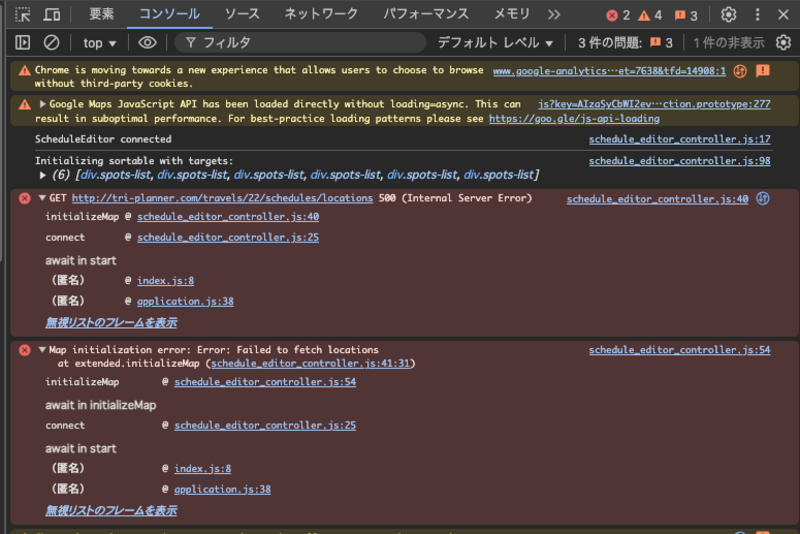 要素 コンソール ソース ネットワーク パフォーマンス メモリ 2 4 3
top フィルタ デフォルト レベル 3 件の問題: 3 1 件の非表示
Chrome is moving towards a new experience that allows users to choose to browse www.google-analytics…et=7638&tfd=14908:1
without third-party cookies.
Google Maps JavaScript API has been loaded directly without loading=async. This can js?key=AIzaSyCbWI2ev…ction.prototype:277
result in suboptimal performance. For best-practice loading patterns please see https://goo.gle/js-api-loading
ScheduleEditor connected schedule_editor_controller.js:17
Initializing sortable with targets: schedule_editor_controller.js:98
(6) [div.spots-list, div.spots-list, div.spots-list, div.spots-list, div.spots-list, div.spots-list]
GET http://tri-planner.com/travels/22/schedules/locations 500 (Internal Server Error) schedule_editor_controller.js:40
initializeMap @ schedule_editor_controller.js:40
connect @ schedule_editor_controller.js:25
await in start
（匿名） @ index.js:8
（匿名） @ application.js:38
無視リストのフレームを表示
Map initialization error: Error: Failed to fetch locations schedule_editor_controller.js:54
at extended.initializeMap (schedule_editor_controller.js:41:31)
initializeMap @ schedule_editor_controller.js:54
await in initializeMap
connect @ schedule_editor_controller.js:25
await in start
（匿名） @ index.js:8
（匿名） @ application.js:38
無視リストのフレームを表示